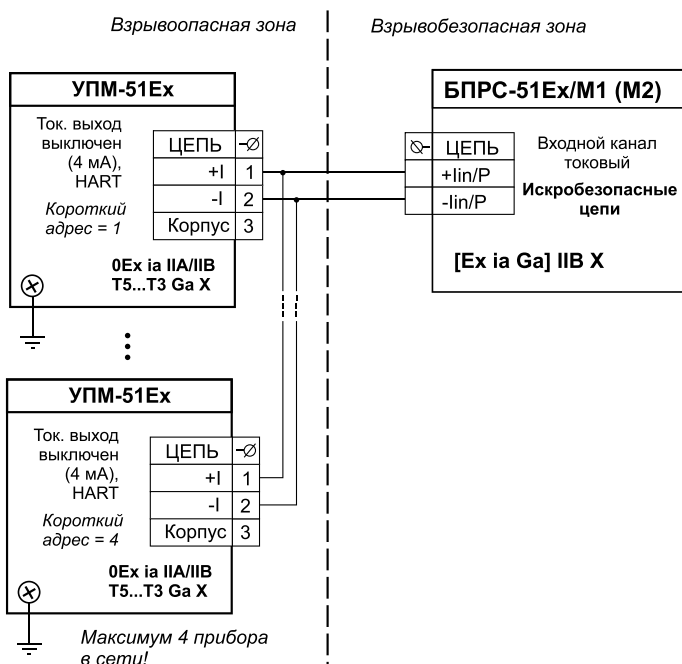 Взрывоопасная зона
Взрывобезопасная зона
УПМ-51Ex
Ток. выход
выключен
(4 мА),
HART
Короткий
адрес = 1
ЦЕПЬ
+I 1
-I 2
Корпус 3
0Ex ia IIA/IIB
T5...T3 Ga X
БПРС-51Ex/М1 (М2)
ЦЕПЬ
+Iin/P
-Iin/P
Входной канал
токовый
Искробезопасные
цепи
[Ex ia Ga] IIB X
УПМ-51Ex
Ток. выход
выключен
(4 мА),
HART
Короткий
адрес = 4
ЦЕПЬ
+I 1
-I 2
Корпус 3
0Ex ia IIA/IIB
T5...T3 Ga X
Максимум 4 прибора
в сети!